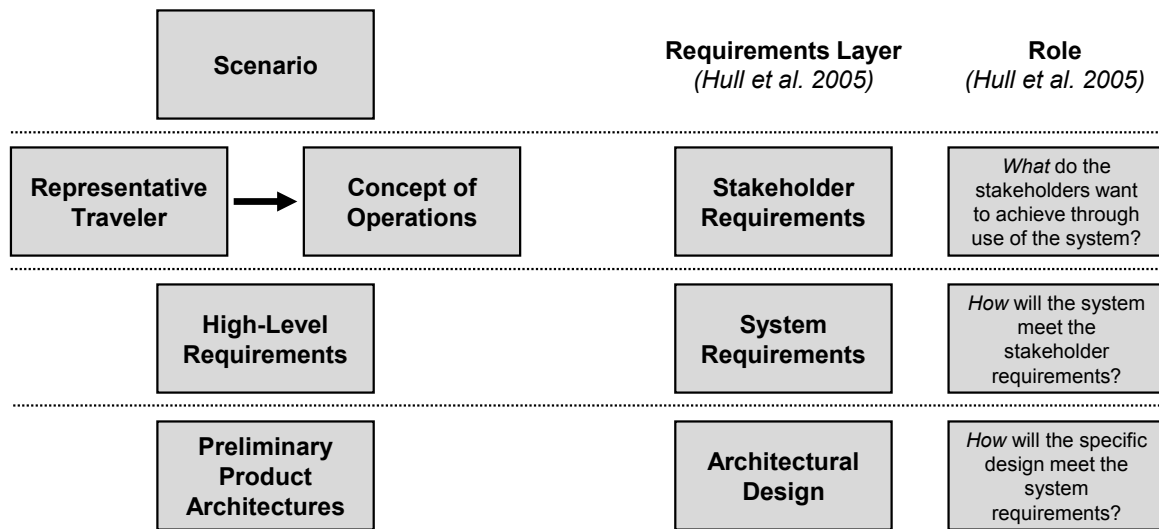 Scenario
Requirements Layer
(Hull et al. 2005)
Role
(Hull et al. 2005)
Representative
Traveler
Concept of
Operations
Stakeholder
Requirements
What do the
stakeholders want
to achieve through
use of the system?
High-Level
Requirements
System
Requirements
How will the system
meet the
stakeholder
requirements?
Preliminary
Product
Architectures
Architectural
Design
How will the specific
design meet the
system
requirements?